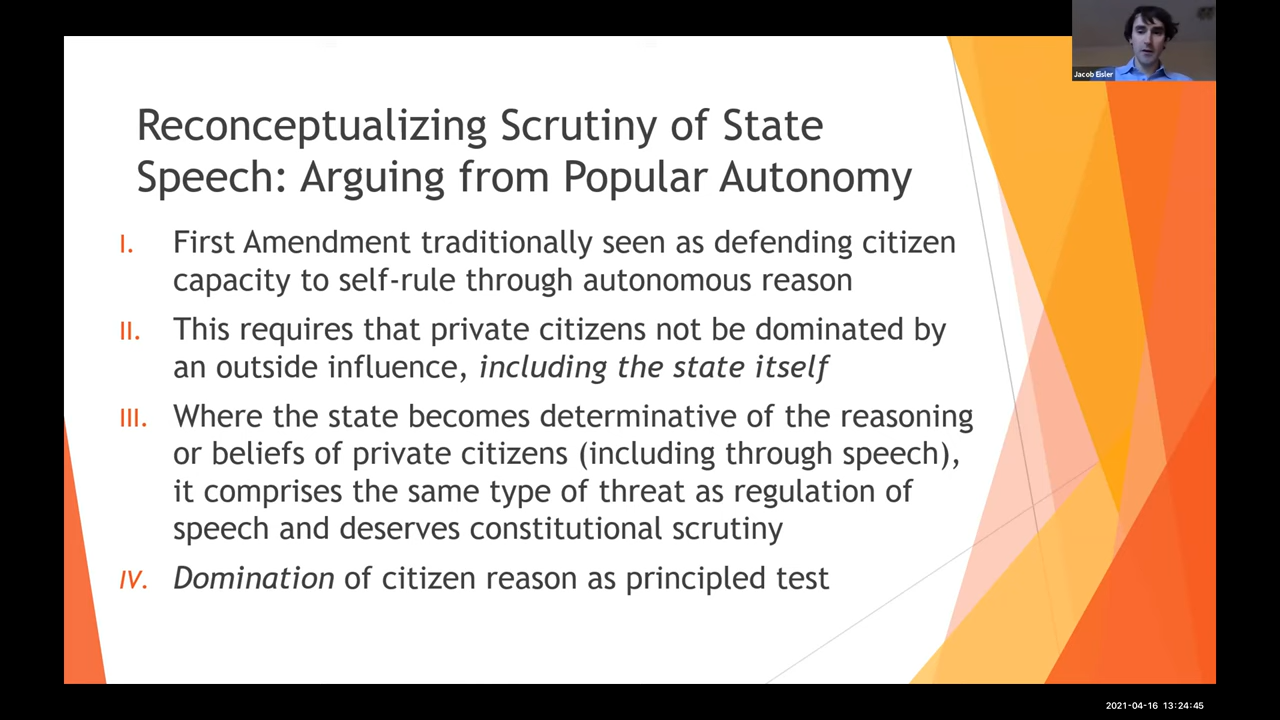 Jacob Eisler
Reconceptualizing Scrutiny of State
Speech: Arguing from Popular Autonomy
I. First Amendment traditionally seen as defending citizen
capacity to self-rule through autonomous reason
II. This requires that private citizens not be dominated by
an outside influence, including the state itself
III. Where the state becomes determinative of the reasoning
or beliefs of private citizens (including through speech),
it comprises the same type of threat as regulation of
speech and deserves constitutional scrutiny
IV. Domination of citizen reason as principled test
2021-04-16 13:24:45